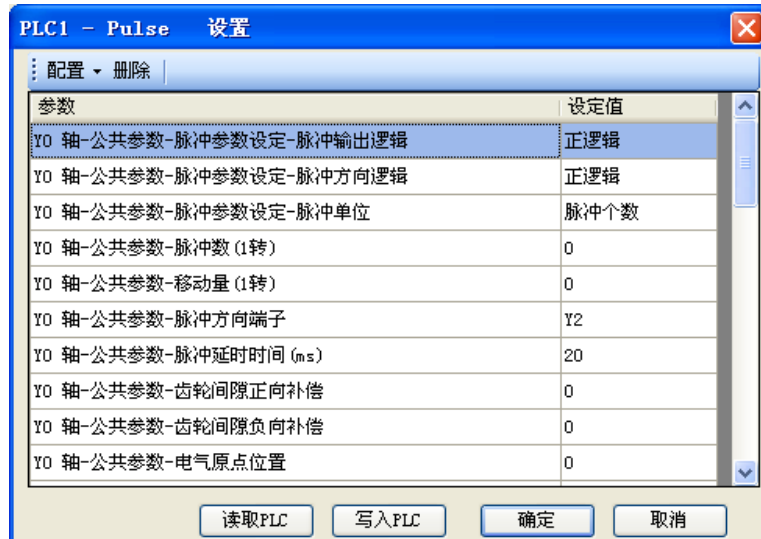 PLC1 - Pulse 设置
配置 删除
参数 设定值
Y0 轴-公共参数-脉冲参数设定-脉冲输出逻辑 正逻辑
Y0 轴-公共参数-脉冲参数设定-脉冲方向逻辑 正逻辑
Y0 轴-公共参数-脉冲参数设定-脉冲单位 脉冲个数
Y0 轴-公共参数-脉冲数(1转) 0
Y0 轴-公共参数-移动量(1转) 0
Y0 轴-公共参数-脉冲方向端子 Y2
Y0 轴-公共参数-脉冲延时时间(ms) 20
Y0 轴-公共参数-齿轮间隙正向补偿 0
Y0 轴-公共参数-齿轮间隙负向补偿 0
Y0 轴-公共参数-电气原点位置 0
读取PLC 写入PLC 确定 取消